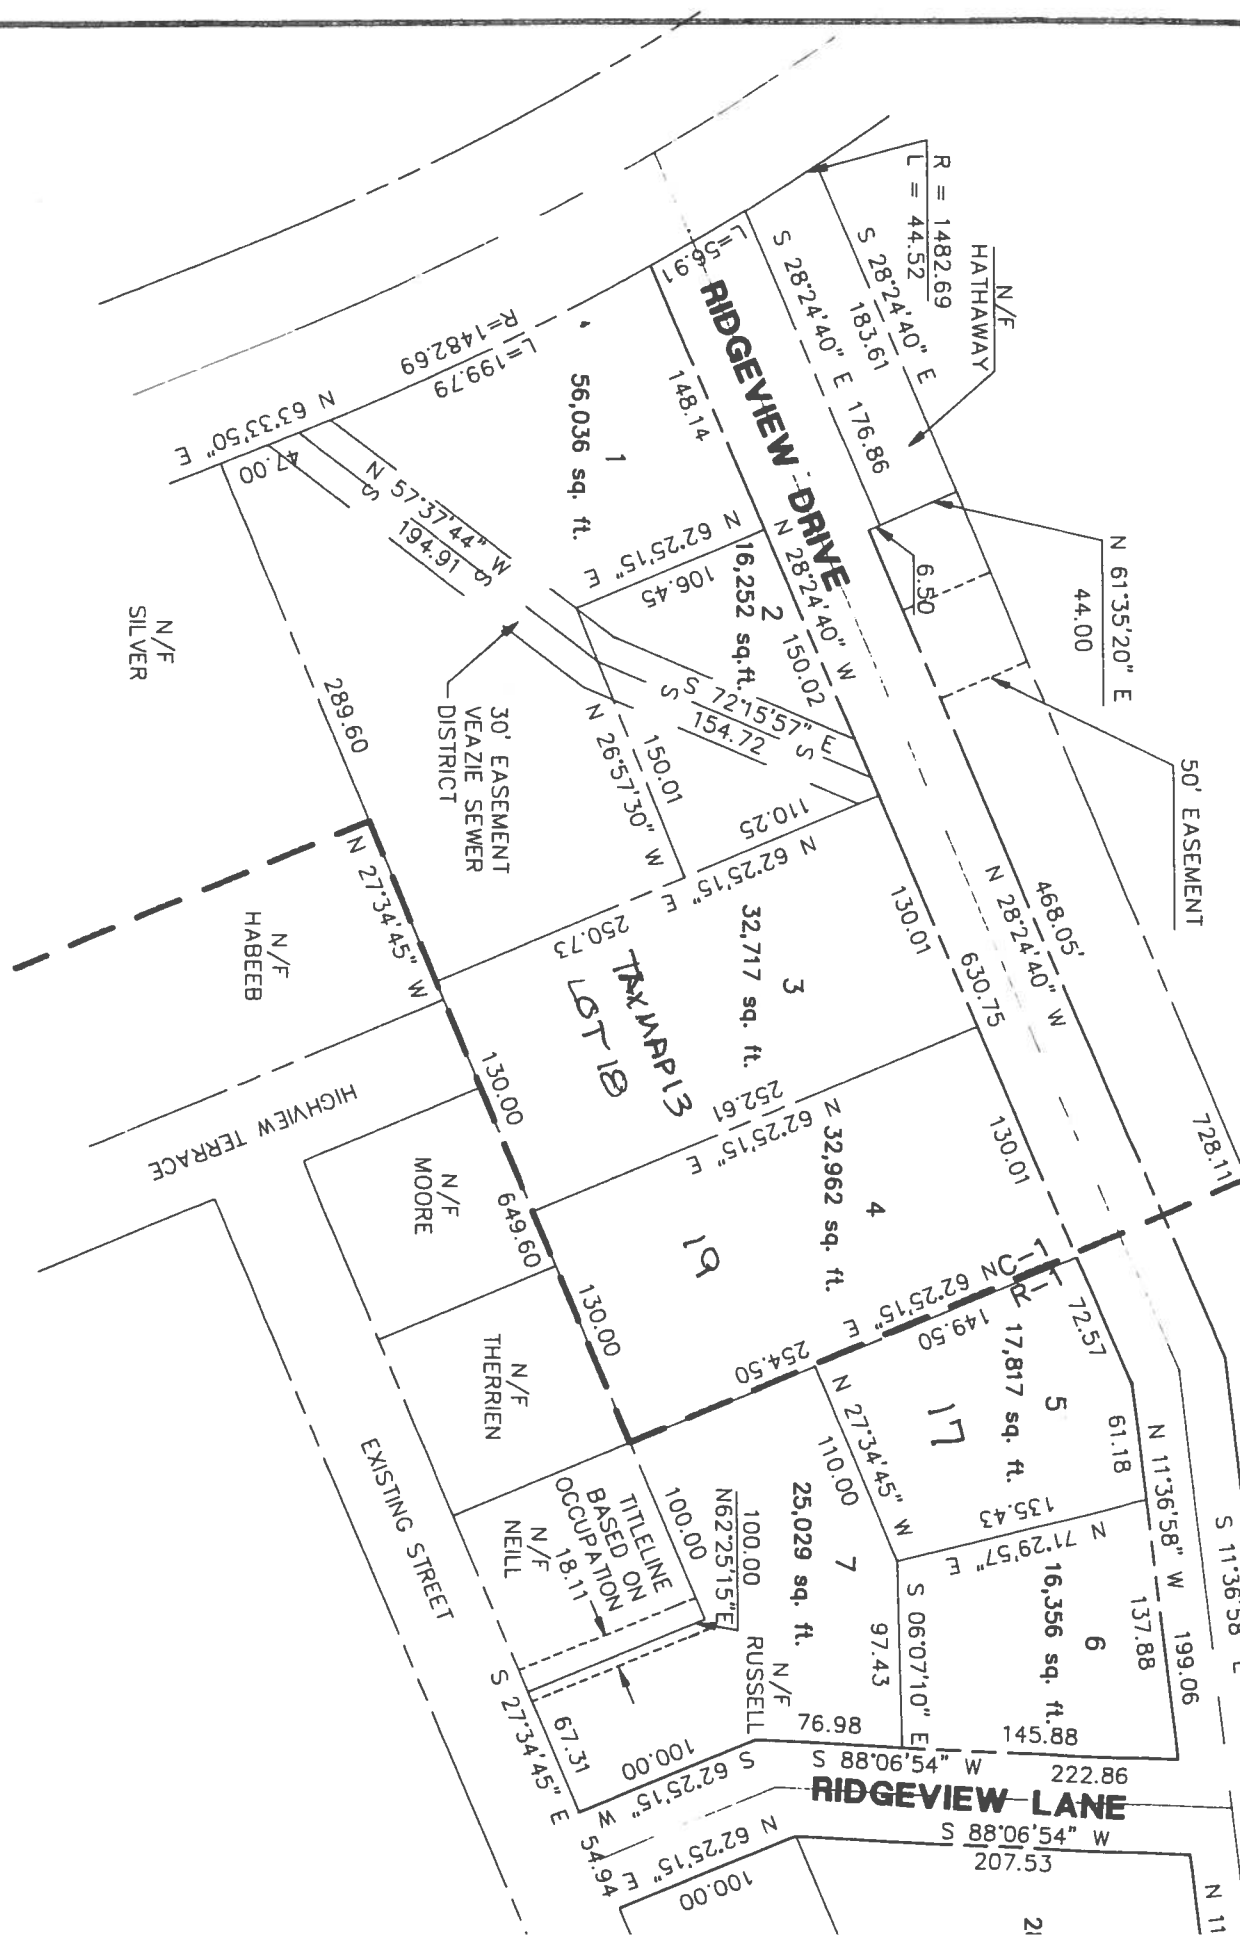 R = 1482.69
L = 44.52
N/F
HATHAWAY
S 28°24'40" E
183.61
S 28°24'40" E 176.86
N 61°35'20" E
44.00
6.50
50' EASEMENT
L=56.91
RIDGEVIEW DRIVE
148.14
N 28°24'40" W
150.02
130.01
630.75
468.05'
N 28°24'40" W
728.11
130.01
L=199.79
R=1482.69
N 63°33'50" E
47.00
1
56,036 sq. ft.
N 57°37'44" W
S S
194.91
N 62°25'15" E
106.45
2
16,252 sq.ft.
S 72°15'57" E
S S
154.72
150.01
N 26°57'30" W
30' EASEMENT
VEAZIE SEWER
DISTRICT
110.25
N 62°25'15" E
250.73
3
32,717 sq. ft.
TAX MAP 13
LOT 18
N/F
SILVER
289.60
N 27°34'45" W
N/F
HABEEB
130.00
649.60
130.00
HIGHVIEW TERRACE
252.61
N 62°25'15" E
4
32,962 sq. ft.
19
N/F
MOORE
N/F
THERRIEN
EXISTING STREET
N 62°25'15" E
149.50
254.50
72.57
5
17,817 sq. ft.
17
61.18
N 11°36'58" W
137.88
199.06
S 11°36'58" E
N 27°34'45" W
110.00
135.43
N 71°29'57" E
6
16,356 sq. ft.
7
25,029 sq. ft.
S 06°07'10" E
97.43
100.00
100.00
N62°25'15"E
TITLELINE
BASED ON
OCCUPATION
18.11
N/F
NEILL
N/F
RUSSELL
76.98
145.88
S 88°06'54" W
222.86
RIDGEVIEW LANE
S 88°06'54" W
207.53
S 27°34'45" E
67.31
100.00
S 62°25'15" W
54.94
N 62°25'15" E
100.00
N 11